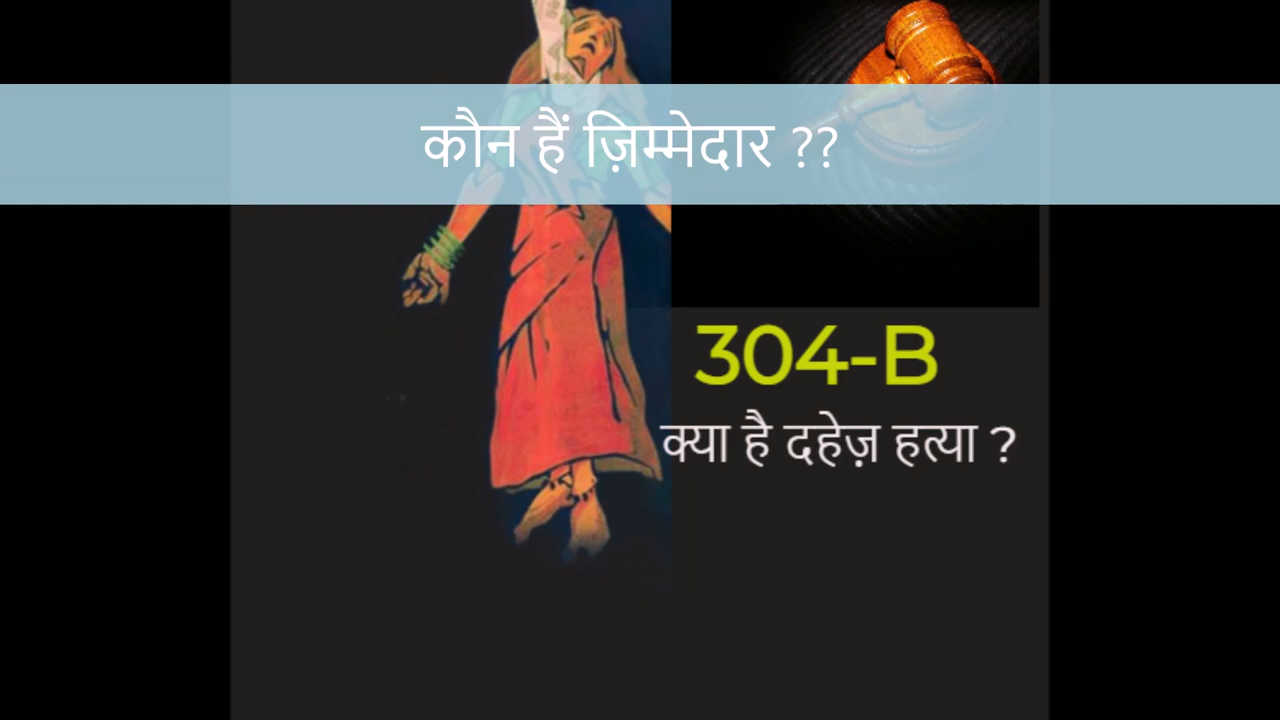 कौन हैं ज़िम्मेदार ??
304-B
क्या है दहेज़ हत्या ?